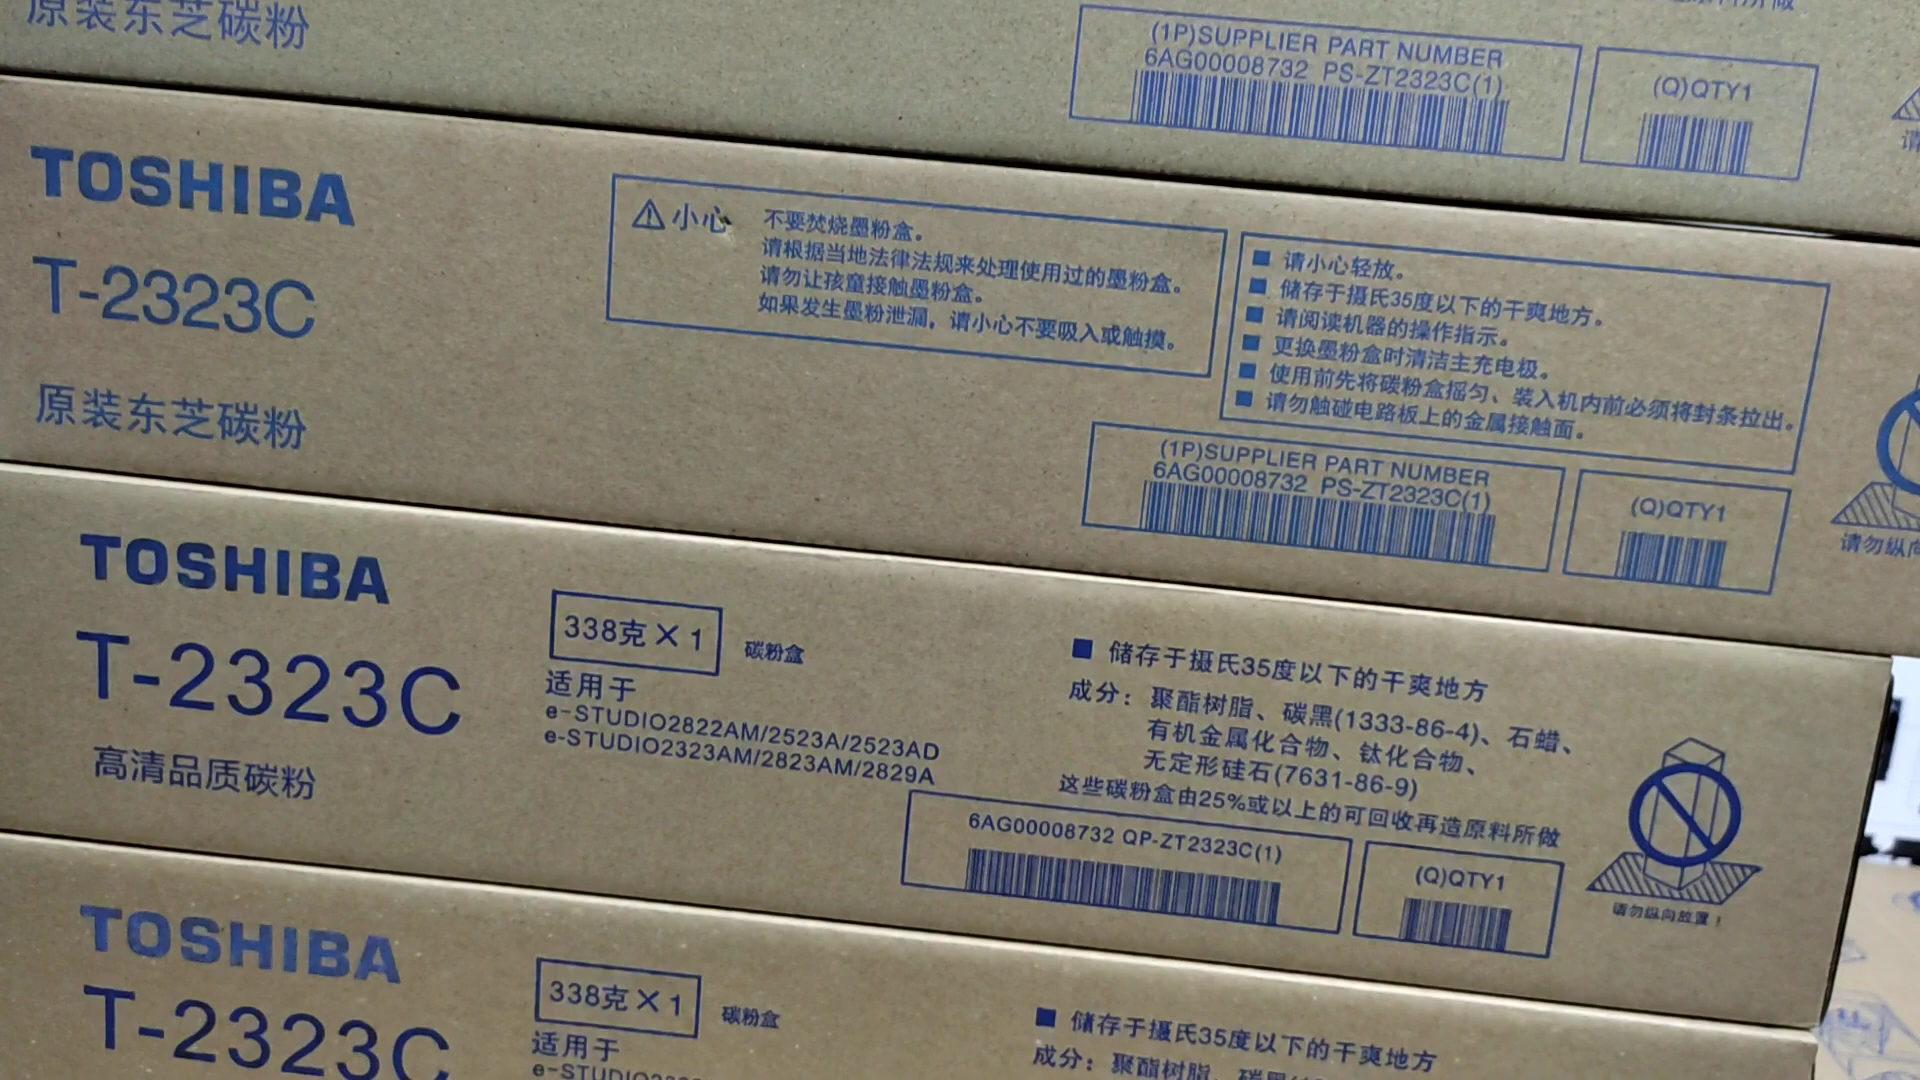 原装东芝碳粉
(1P)SUPPLIER PART NUMBER
6AG00008732 PS-ZT2323C(1)
(Q)QTY1
TOSHIBA
T-2323C
原装东芝碳粉
小心
不要焚烧墨粉盒。
请根据当地法律法规来处理使用过的墨粉盒。
请勿让孩童接触墨粉盒。
如果发生墨粉泄漏，请小心不要吸入或触摸。
■ 请小心轻放。
■ 储存于摄氏35度以下的干爽地方。
■ 请阅读机器的操作指示。
■ 更换墨粉盒时清洁主充电极。
■ 使用前先将碳粉盒摇匀、装入机内前必须将封条拉出。
■ 请勿触碰电路板上的金属接触面。
(1P)SUPPLIER PART NUMBER
6AG00008732 PS-ZT2323C(1)
(Q)QTY1
请勿纵向
TOSHIBA
T-2323C
高清品质碳粉
338克×1
碳粉盒
适用于
e-STUDIO2822AM/2523A/2523AD
e-STUDIO2323AM/2823AM/2829A
■ 储存于摄氏35度以下的干爽地方
成分：聚酯树脂、碳黑(1333-86-4)、石蜡、
有机金属化合物、钛化合物、
无定形硅石(7631-86-9)
这些碳粉盒由25%或以上的可回收再造原料所做
6AG00008732 QP-ZT2323C(1)
(Q)QTY1
请勿纵向放置！
TOSHIBA
T-2323C
338克×1
碳粉盒
适用于
■ 储存于摄氏35度以下的干爽地方
成分：聚酯树脂、碳黑